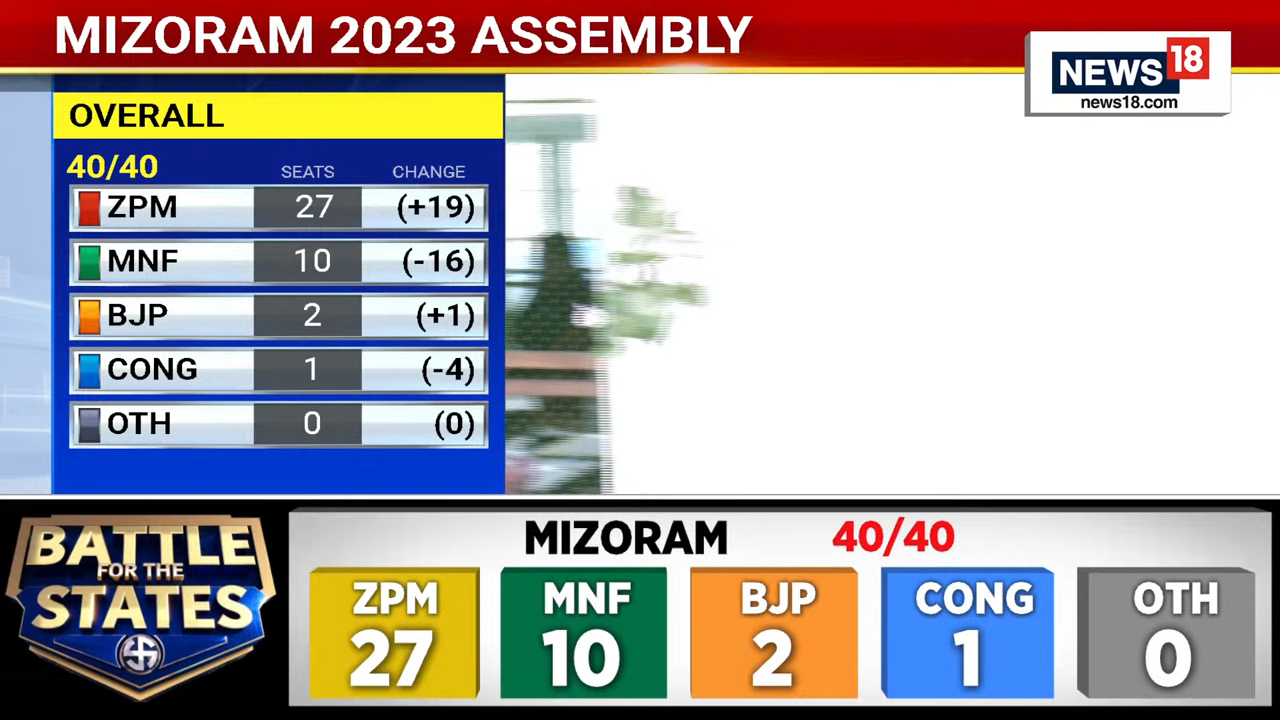 MIZORAM 2023 ASSEMBLY
NEWS 18
news18.com
OVERALL
40/40 SEATS CHANGE
ZPM 27 (+19)
MNF 10 (-16)
BJP 2 (+1)
CONG 1 (-4)
OTH 0 (0)
BATTLE
FOR THE
STATES
MIZORAM 40/40
ZPM MNF BJP CONG OTH
27 10 2 1 0